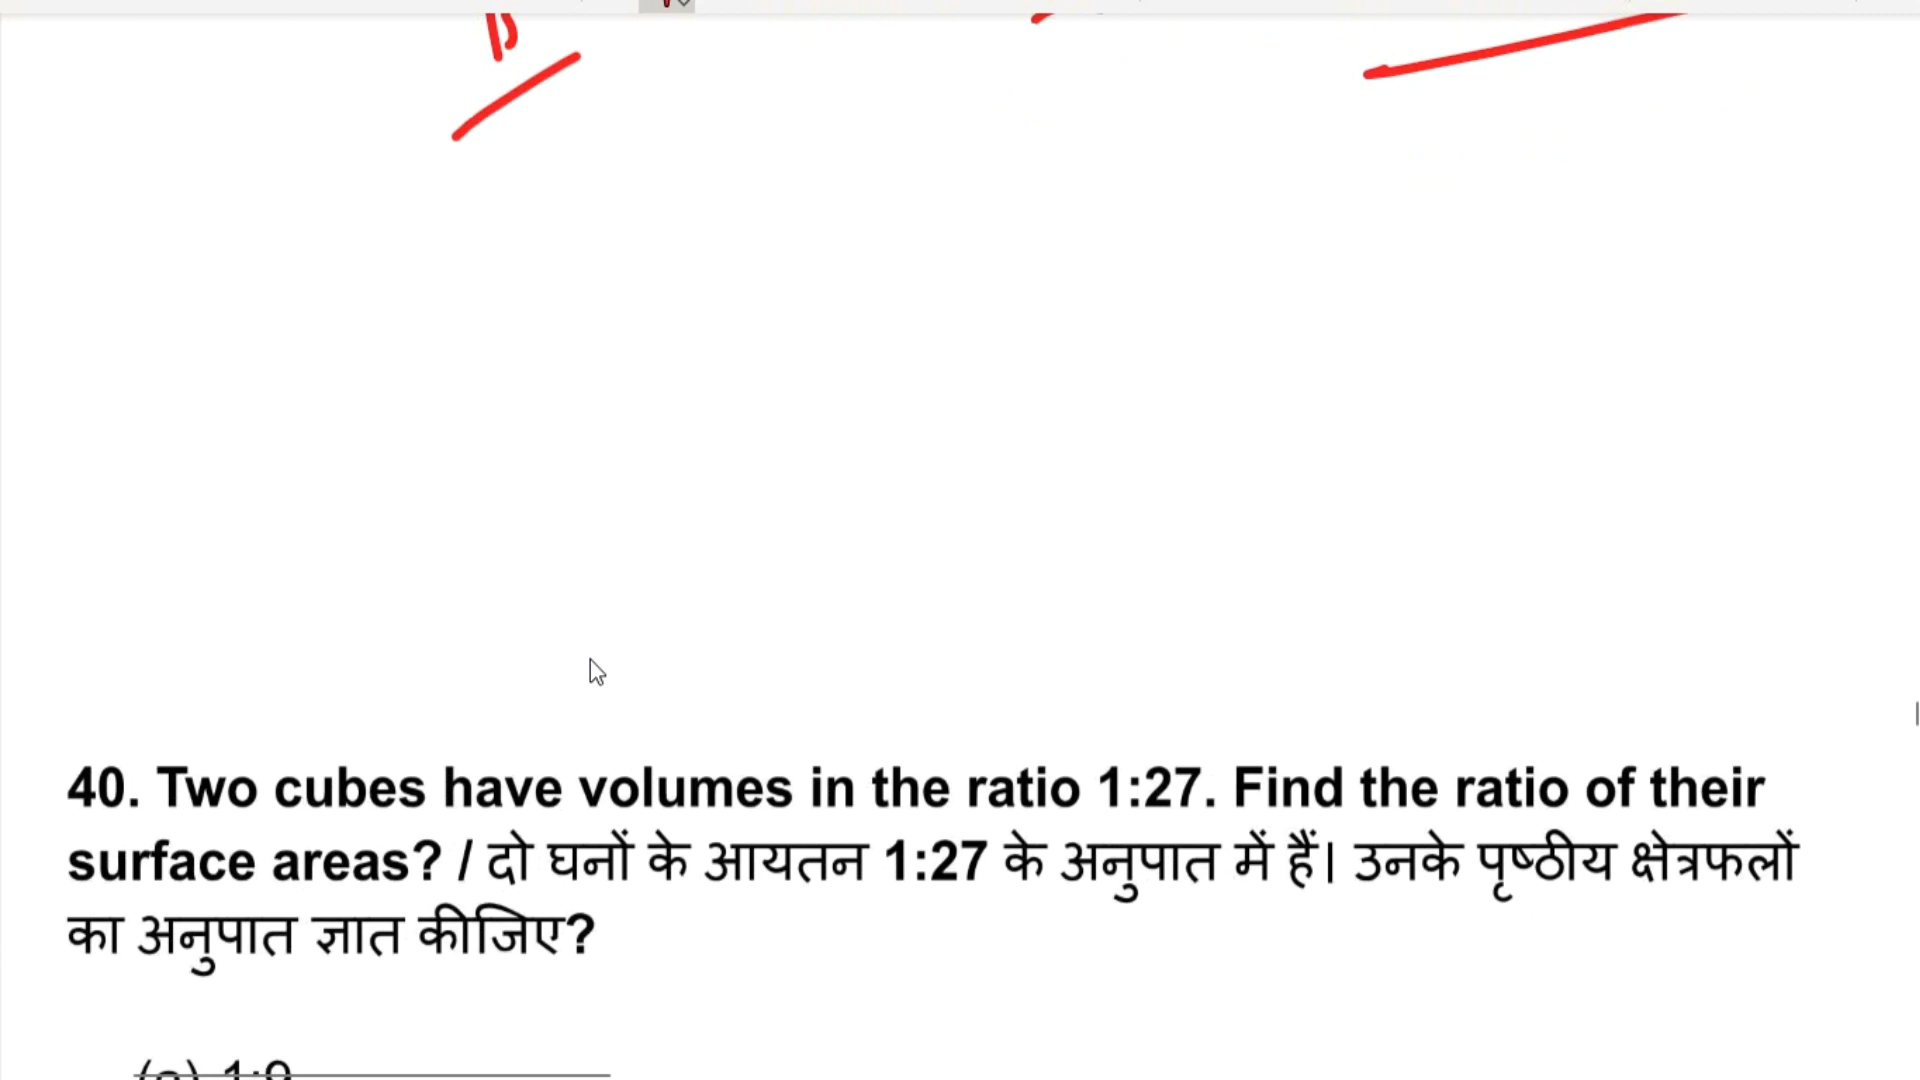 40. Two cubes have volumes in the ratio 1:27. Find the ratio of their
surface areas? / दो घनों के आयतन 1:27 के अनुपात में हैं। उनके पृष्ठीय क्षेत्रफलों
का अनुपात ज्ञात कीजिए?